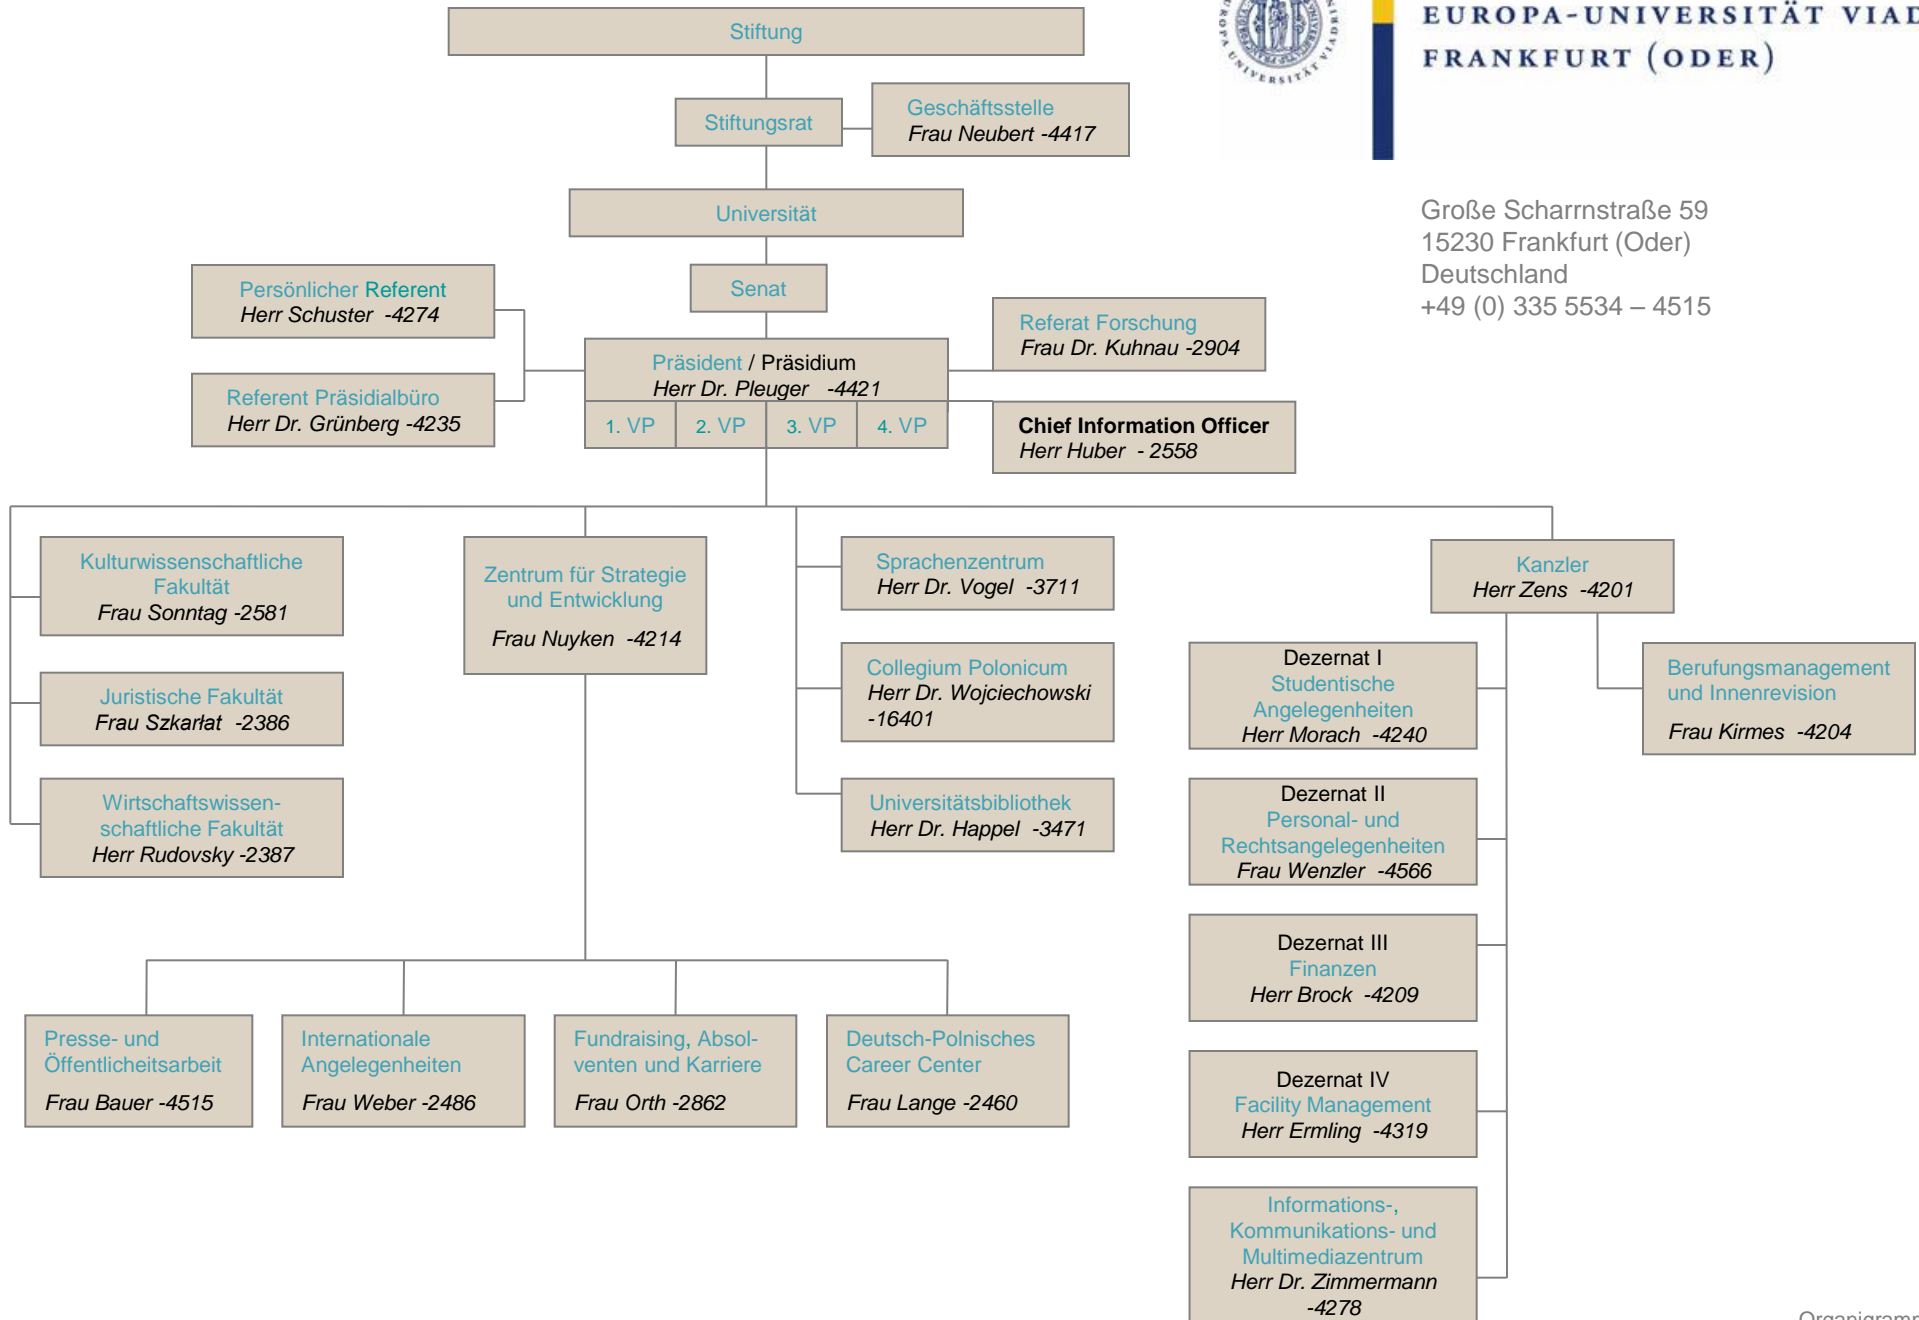 Stiftung
EUROPA-UNIVERSITÄT
FRANKFURT (ODER)
EUROPA UNIVERSITÄT VIADRINA
Stiftungsrat
Geschäftsstelle
Frau Neubert -4417
Universität
Große Scharrnstraße 59
15230 Frankfurt (Oder)
Deutschland
+49 (0) 335 5534 – 4515
Senat
Persönlicher Referent
Herr Schuster -4274
Referat Forschung
Frau Dr. Kuhnau -2904
Präsident / Präsidium
Herr Dr. Pleuger -4421
1. VP
2. VP
3. VP
4. VP
Referent Präsidialbüro
Herr Dr. Grünberg -4235
Chief Information Officer
Herr Huber - 2558
Kulturwissenschaftliche
Fakultät
Frau Sonntag -2581
Juristische Fakultät
Frau Szkarłat -2386
Wirtschaftswissen-
schaftliche Fakultät
Herr Rudovsky -2387
Zentrum für Strategie
und Entwicklung
Frau Nuyken -4214
Sprachenzentrum
Herr Dr. Vogel -3711
Collegium Polonicum
Herr Dr. Wojciechowski
-16401
Universitätsbibliothek
Herr Dr. Happel -3471
Kanzler
Herr Zens -4201
Dezernat I
Studentische
Angelegenheiten
Herr Morach -4240
Berufungsmanagement
und Innenrevision
Frau Kirmes -4204
Dezernat II
Personal- und
Rechtsangelegenheiten
Frau Wenzler -4566
Dezernat III
Finanzen
Herr Brock -4209
Dezernat IV
Facility Management
Herr Ermling -4319
Informations-,
Kommunikations- und
Multimediazentrum
Herr Dr. Zimmermann
-4278
Presse- und
Öffentlicheitsarbeit
Frau Bauer -4515
Internationale
Angelegenheiten
Frau Weber -2486
Fundraising, Absol-
venten und Karriere
Frau Orth -2862
Deutsch-Polnisches
Career Center
Frau Lange -2460